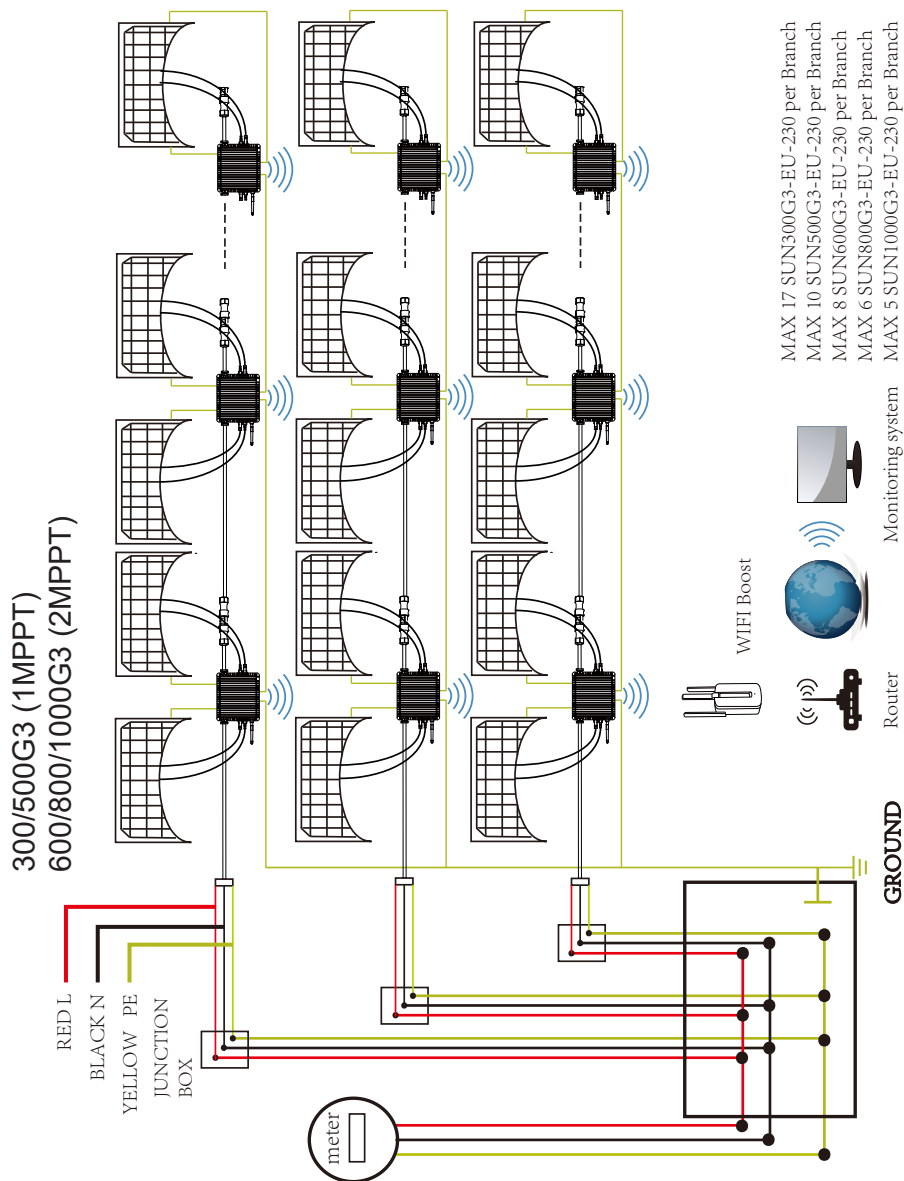 300/500G3 (1MPPT)
600/800/1000G3 (2MPPT)
RED L
BLACK N
YELLOW PE
JUNCTION
BOX
meter
GROUND
WIFI Boost
Router
Monitoring system
MAX 17 SUN300G3-EU-230 per Branch
MAX 10 SUN500G3-EU-230 per Branch
MAX 8 SUN600G3-EU-230 per Branch
MAX 6 SUN800G3-EU-230 per Branch
MAX 5 SUN1000G3-EU-230 per Branch